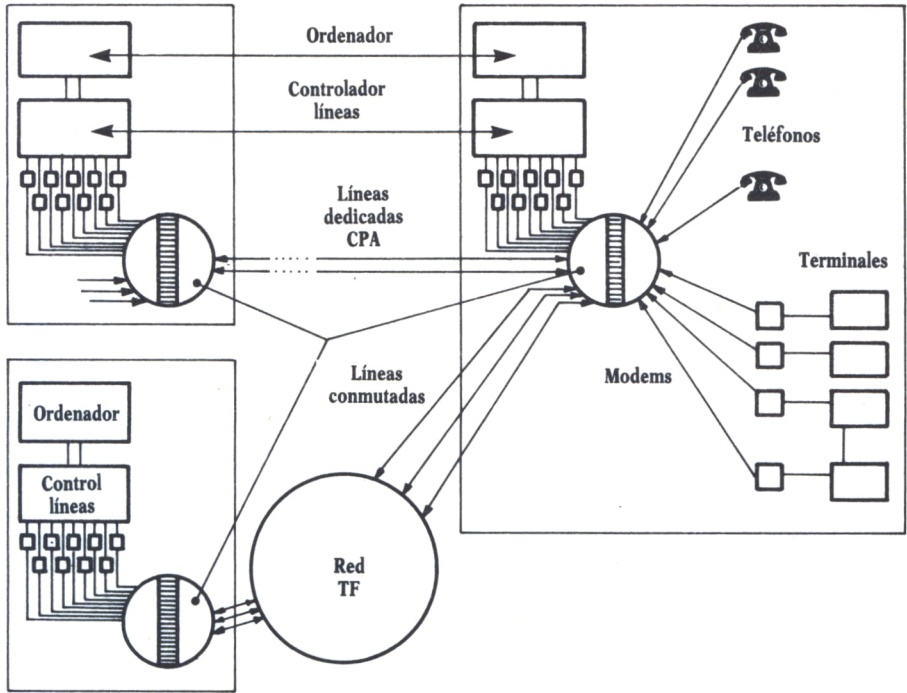 Ordenador
Controlador
líneas
Teléfonos
Líneas
dedicadas
CPA
Terminales
Líneas
conmutadas
Modems
Ordenador
Control
líneas
Red
TF